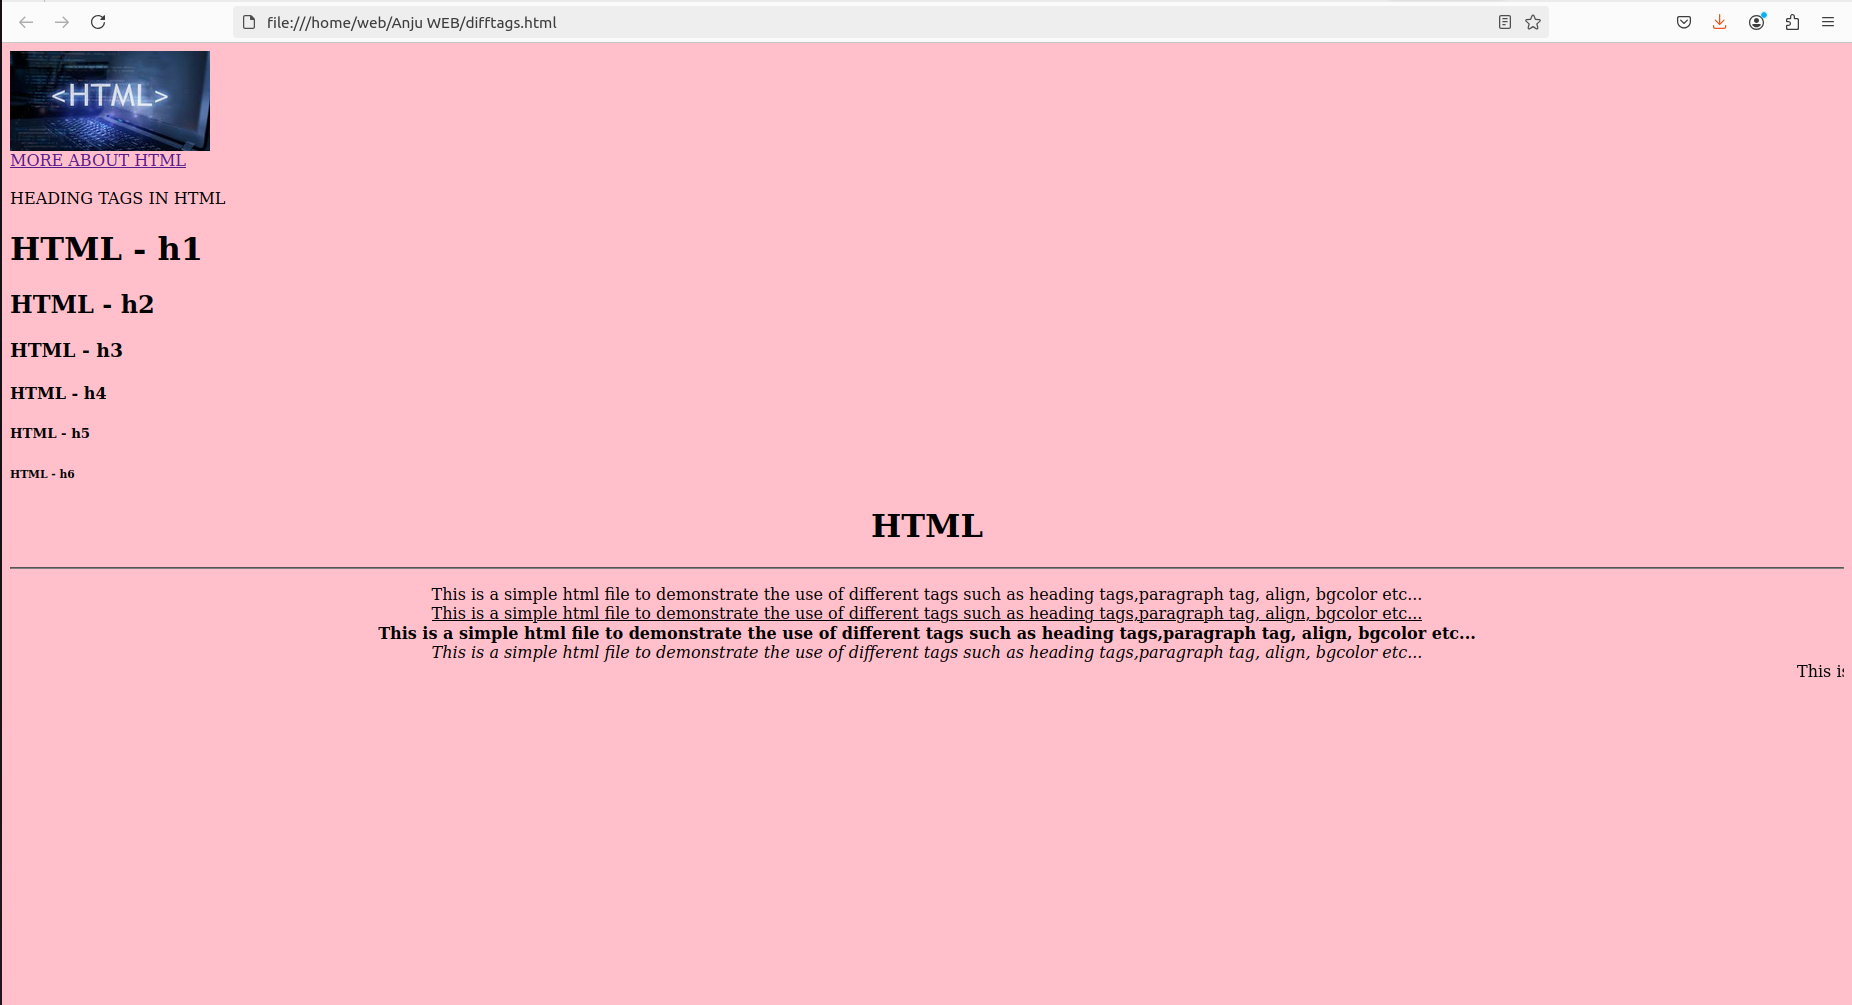 file:///home/web/Anju WEB/difftags.html
<HTML>
MORE ABOUT HTML
HEADING TAGS IN HTML
HTML - h1
HTML - h2
HTML - h3
HTML - h4
HTML - h5
HTML - h6
HTML
This is a simple html file to demonstrate the use of different tags such as heading tags,paragraph tag, align, bgcolor etc...
This is a simple html file to demonstrate the use of different tags such as heading tags,paragraph tag, align, bgcolor etc...
This is a simple html file to demonstrate the use of different tags such as heading tags,paragraph tag, align, bgcolor etc...
This is a simple html file to demonstrate the use of different tags such as heading tags,paragraph tag, align, bgcolor etc...
This is